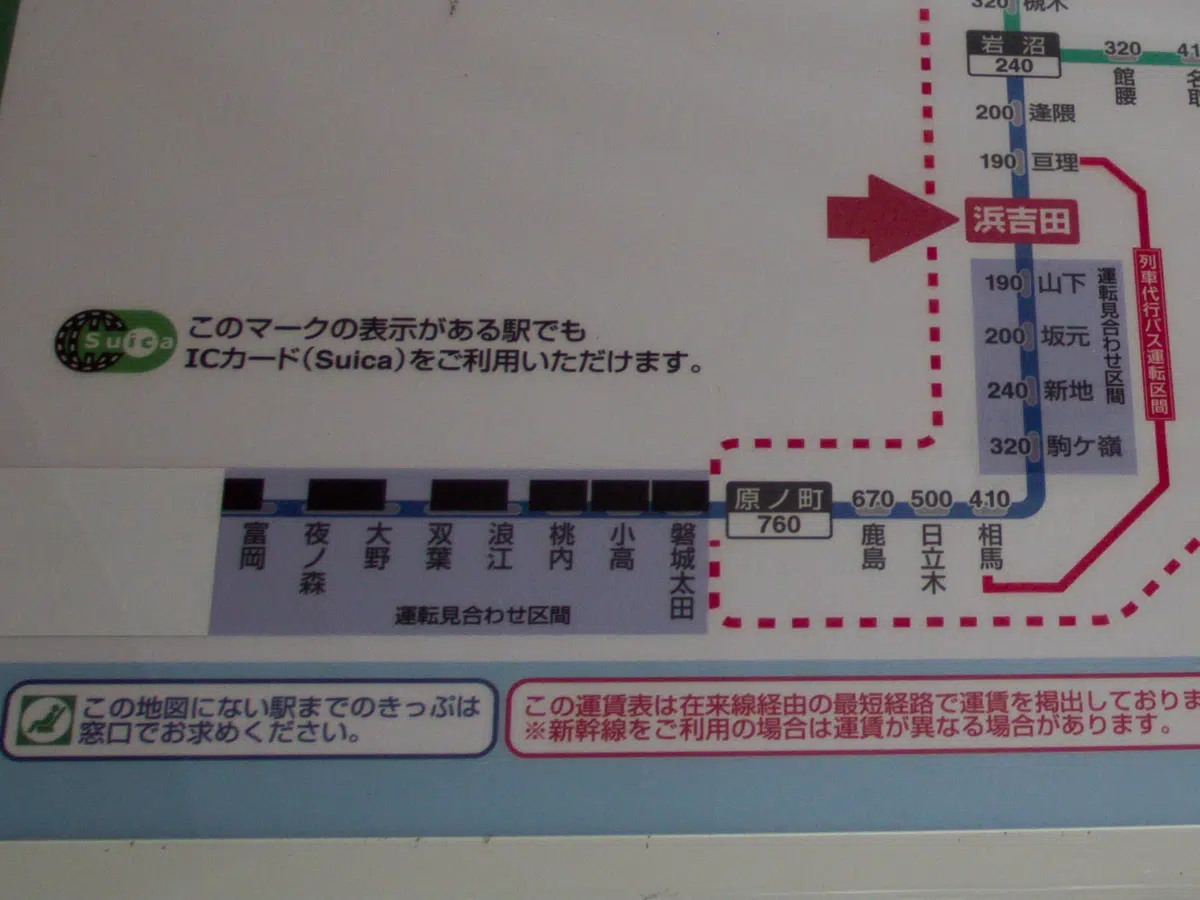 320 槻木
岩沼
240
320
館腰
41
名取
200 逢隈
190 亘理
浜吉田
190 山下
200 坂元
240 新地
320 駒ケ嶺
運転見合わせ区間
列車代行バス運転区間
Suica
このマークの表示がある駅でも
ICカード(Suica)をご利用いただけます。
原ノ町
760
670
鹿島
500
日立木
410
相馬
富岡
夜ノ森
大野
双葉
浪江
桃内
小高
磐城太田
運転見合わせ区間
この地図にない駅までのきっぷは
窓口でお求めください。
この運賃表は在来線経由の最短経路で運賃を掲出しておりま
※新幹線をご利用の場合は運賃が異なる場合があります。